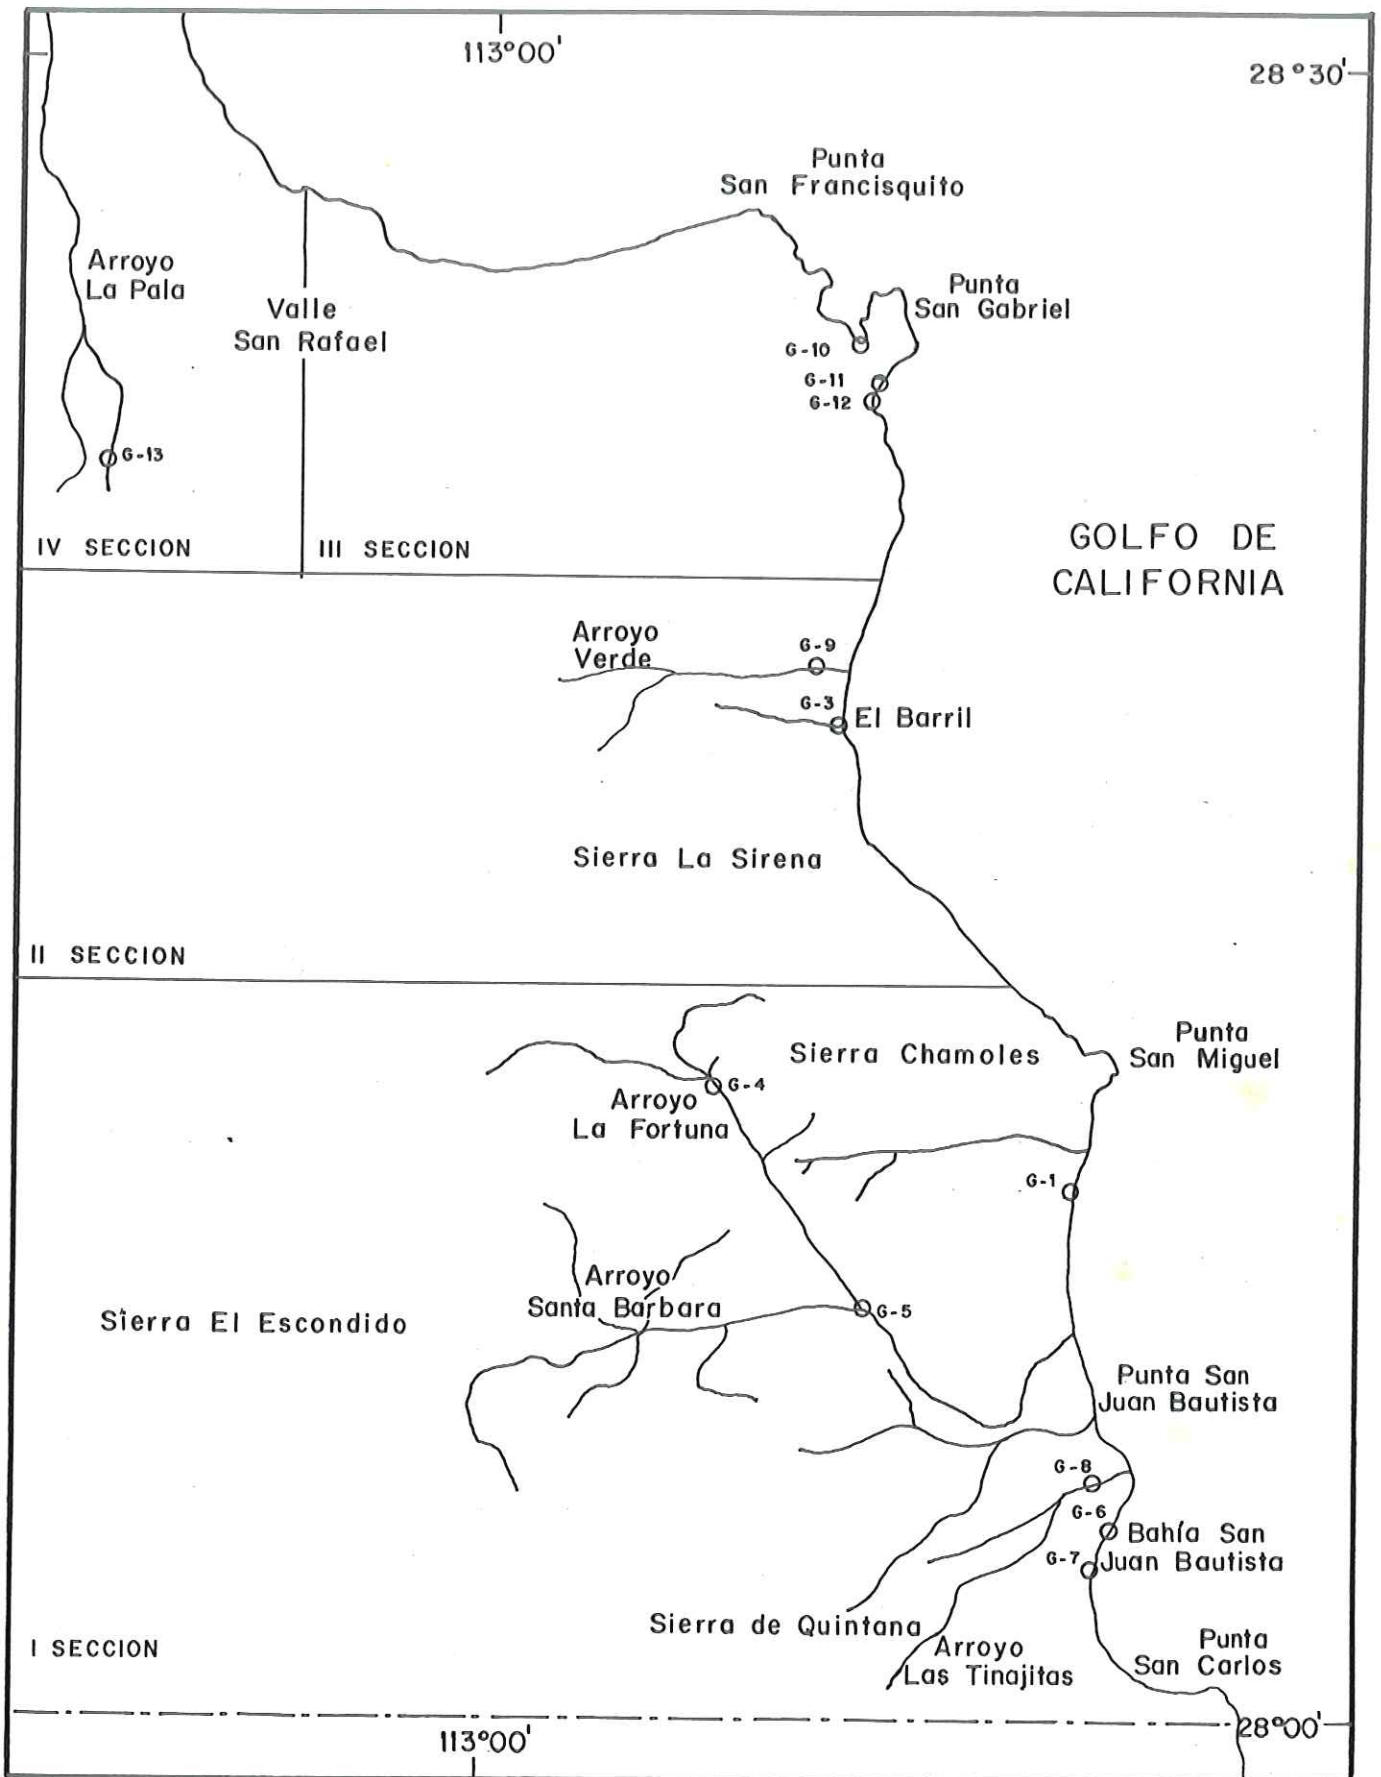 113°00'
28°30'
Punta
San Francisquito
Arroyo
La Pala
Punta
San Gabriel
Valle
San Rafael
G-10
G-11
G-12
G-13
IV SECCION
III SECCION
GOLFO DE
CALIFORNIA
Arroyo
Verde
G-9
G-3
El Barril
Sierra La Sirena
II SECCION
Punta
San Miguel
Sierra Chamoles
G-4
Arroyo
La Fortuna
G-1
Arroyo
Santa Barbara
G-5
Sierra El Escondido
Punta San
Juan Bautista
G-8
G-6
Bahía San
Juan Bautista
G-7
Sierra de Quintana
I SECCION
Arroyo
Las Tinajitas
Punta
San Carlos
28°00'
113°00'